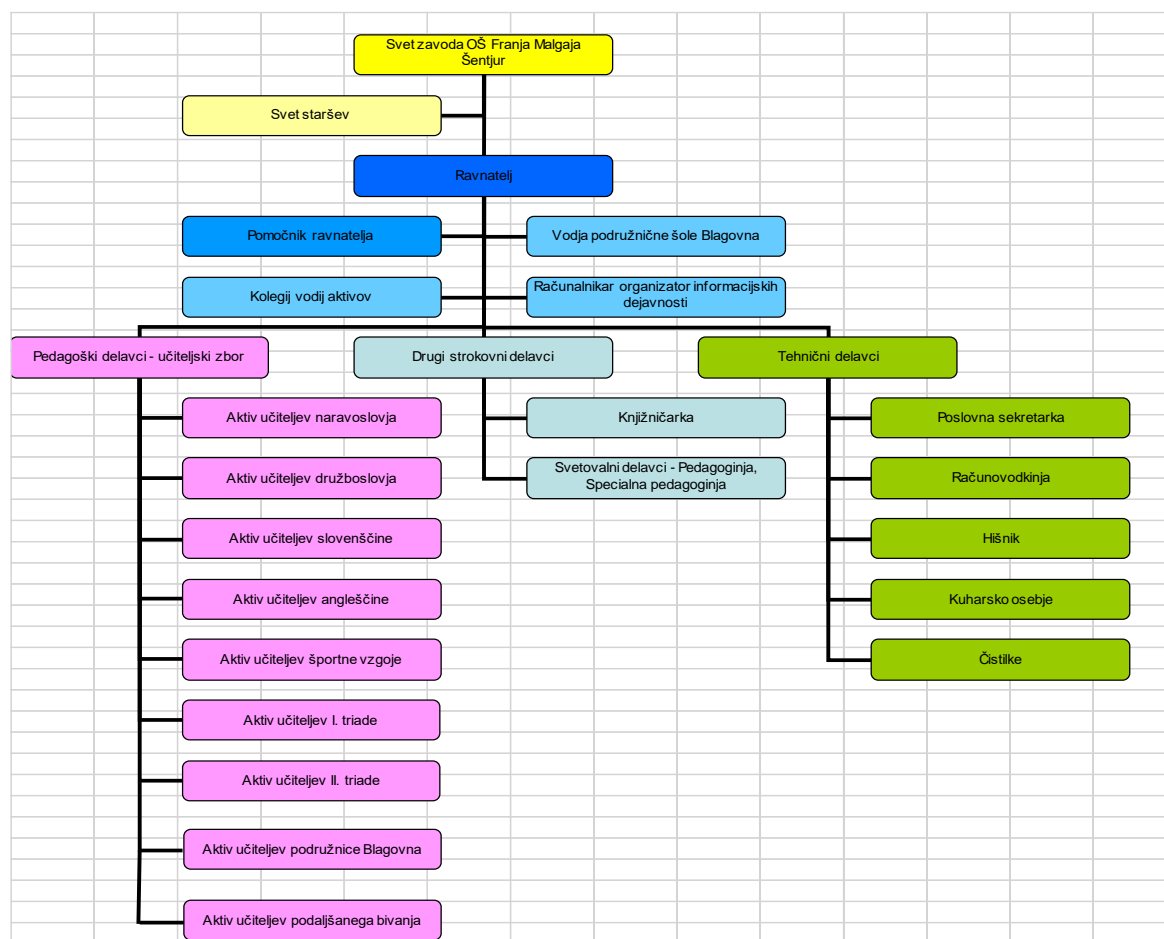 Svet zavoda OŠ Franja Malgaja
Šentjur
Svet staršev
Ravnatelj
Pomočnik ravnatelja
Vodja podružnične šole Blagovna
Kolegij vodij aktivov
Računalnikar organizator informacijskih
dejavnosti
Pedagoški delavci - učiteljski zbor
Drugi strokovni delavci
Tehnični delavci
Aktiv učiteljev naravoslovja
Knjižničarka
Poslovna sekretarka
Aktiv učiteljev družboslovja
Svetovalni delavci - Pedagoginja,
Specialna pedagoginja
Računovodkinja
Aktiv učiteljev slovenščine
Hišnik
Aktiv učiteljev angleščine
Kuharsko osebje
Aktiv učiteljev športne vzgoje
Čistilke
Aktiv učiteljev I. triade
Aktiv učiteljev II. triade
Aktiv učiteljev podružnice Blagovna
Aktiv učiteljev podaljšanega bivanja